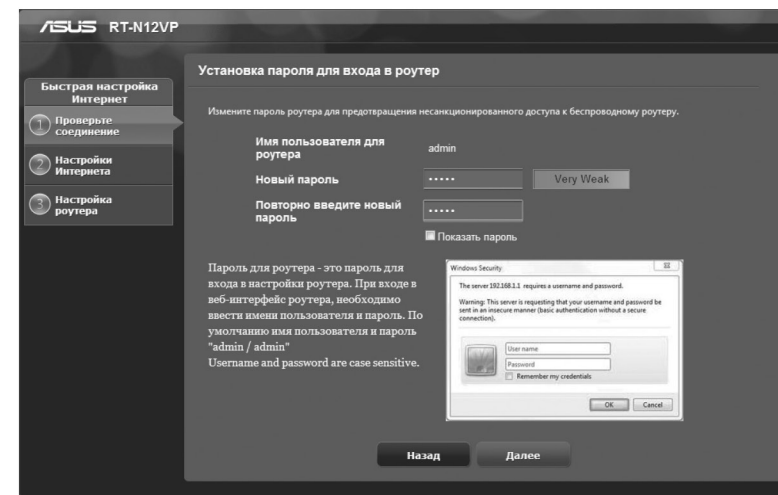 ASUS RT-N12VP
Быстрая настройка
Интернет
1 Проверьте
соединение
2 Настройки
Интернета
3 Настройка
роутера
Установка пароля для входа в роутер
Измените пароль роутера для предотвращения несанкционированного доступа к беспроводному роутеру.
Имя пользователя для
роутера
admin
Новый пароль
•••••
Very Weak
Повторно введите новый
пароль
•••••
Показать пароль
Пароль для роутера - это пароль для
входа в настройки роутера. При входе в
веб-интерфейс роутера, необходимо
ввести имени пользователя и пароль. По
умолчанию имя пользователя и пароль
"admin / admin"
Username and password are case sensitive.
Windows Security
The server 192.168.1.1 requires a username and password.
Warning: This server is requesting that your username and password be
sent in an insecure manner (basic authentication without a secure
connection).
User name
Password
Remember my credentials
OK Cancel
Назад Далее